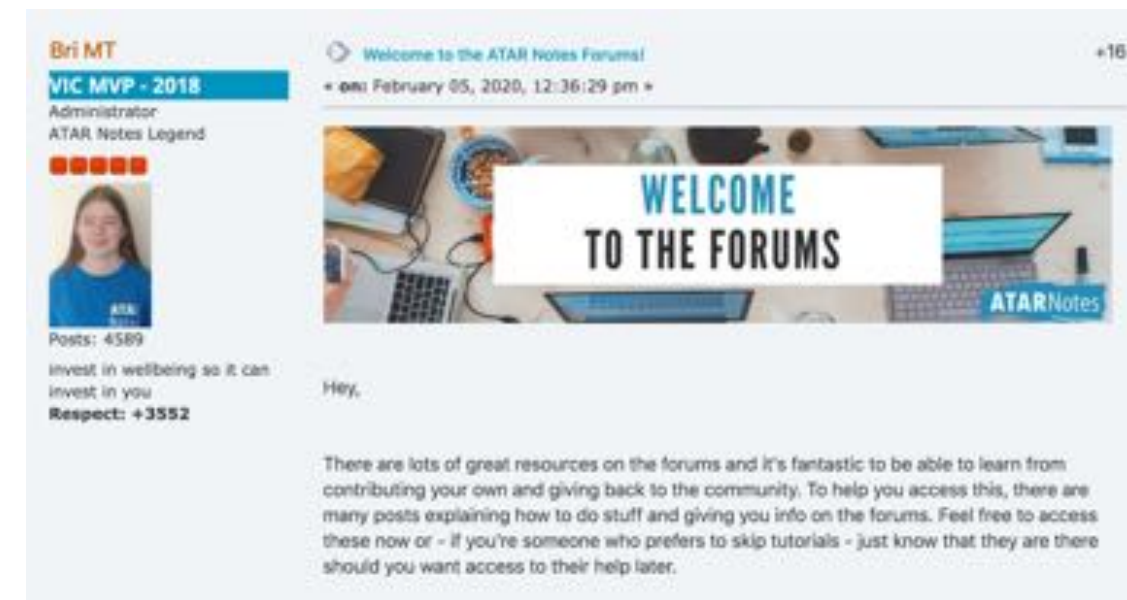 Bri MT
VIC MVP - 2018
Administrator
ATAR Notes Legend
Posts: 4589
invest in wellbeing so it can
invest in you
Respect: +3552
Welcome to the ATAR Notes Forums!
+16
« on: February 05, 2020, 12:36:29 pm »
WELCOME
TO THE FORUMS
ATARNotes
Hey,
There are lots of great resources on the forums and it's fantastic to be able to learn from
contributing your own and giving back to the community. To help you access this, there are
many posts explaining how to do stuff and giving you info on the forums. Feel free to access
these now or - if you're someone who prefers to skip tutorials - just know that they are there
should you want access to their help later.